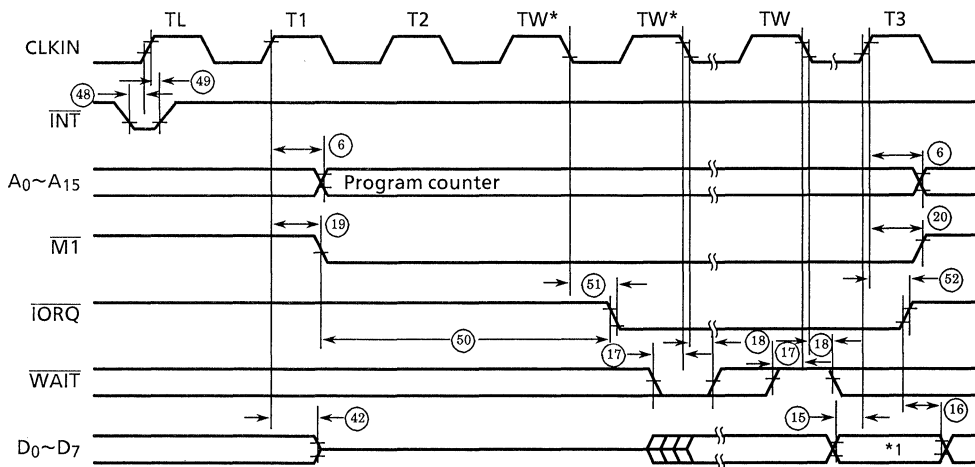 TL T1 T2 TW* TW* TW T3
CLKIN
48 49
INT
6 6
A0~A15 Program counter
19 20
M1
51 52
IORQ
50
17 18 17 18
WAIT
42 15 16
D0~D7 *1